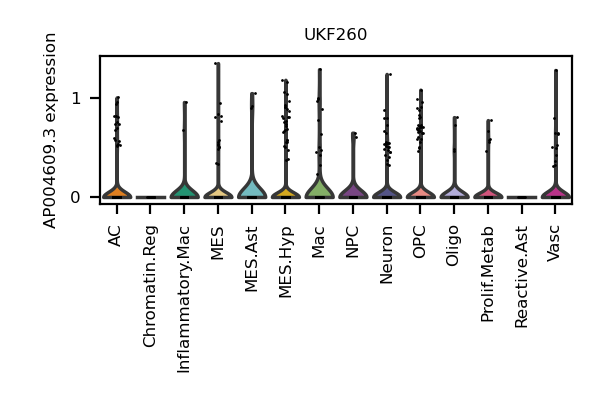 UKF260
AP004609.3 expression
1
0
AC
Chromatin.Reg
Inflammatory.Mac
MES
MES.Ast
MES.Hyp
Mac
NPC
Neuron
OPC
Oligo
Prolif.Metab
Reactive.Ast
Vasc